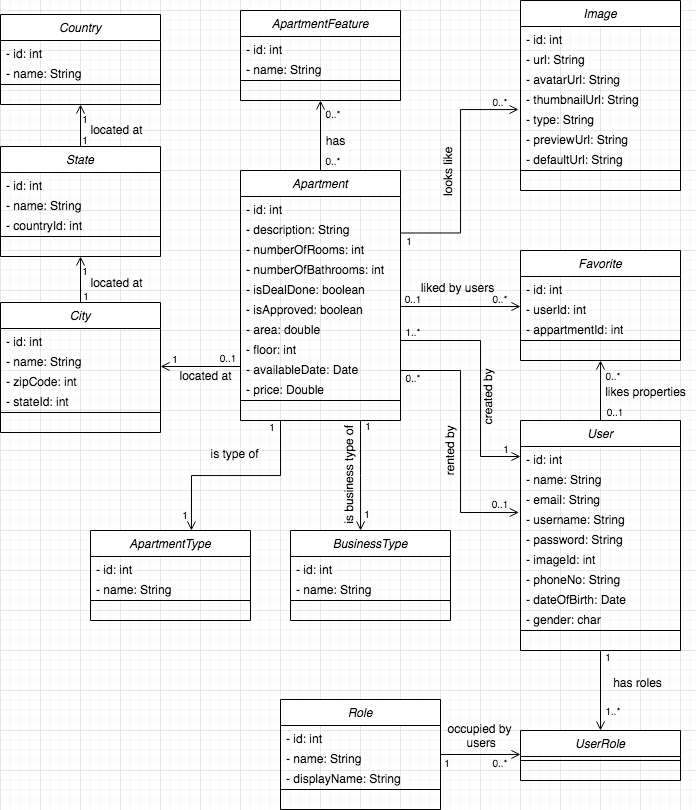 Country
- id: int
- name: String
1
located at
1
State
- id: int
- name: String
- countryId: int
1
located at
1
City
- id: int
- name: String
- zipCode: int
- stateId: int
ApartmentFeature
- id: int
- name: String
0..*
has
0..*
Apartment
- id: int
- description: String
- numberOfRooms: int
- numberOfBathrooms: int
- isDealDone: boolean
- isApproved: boolean
- area: double
- floor: int
- availableDate: Date
- price: Double
1
0..1
located at
1
is type of
1
ApartmentType
- id: int
- name: String
1
is business type of
1
BusinessType
- id: int
- name: String
Image
- id: int
- url: String
- avatarUrl: String
- thumbnailUrl: String
- type: String
- previewUrl: String
- defaultUrl: String
0..*
looks like
1
Favorite
- id: int
- userId: int
- appartmentId: int
liked by users
0..1
0..*
1..*
created by
1
0..*
rented by
0..1
0..*
likes properties
0..1
User
- id: int
- name: String
- email: String
- username: String
- password: String
- imageId: int
- phoneNo: String
- dateOfBirth: Date
- gender: char
1
has roles
1..*
Role
- id: int
- name: String
- displayName: String
occupied by
users
1
0..*
UserRole